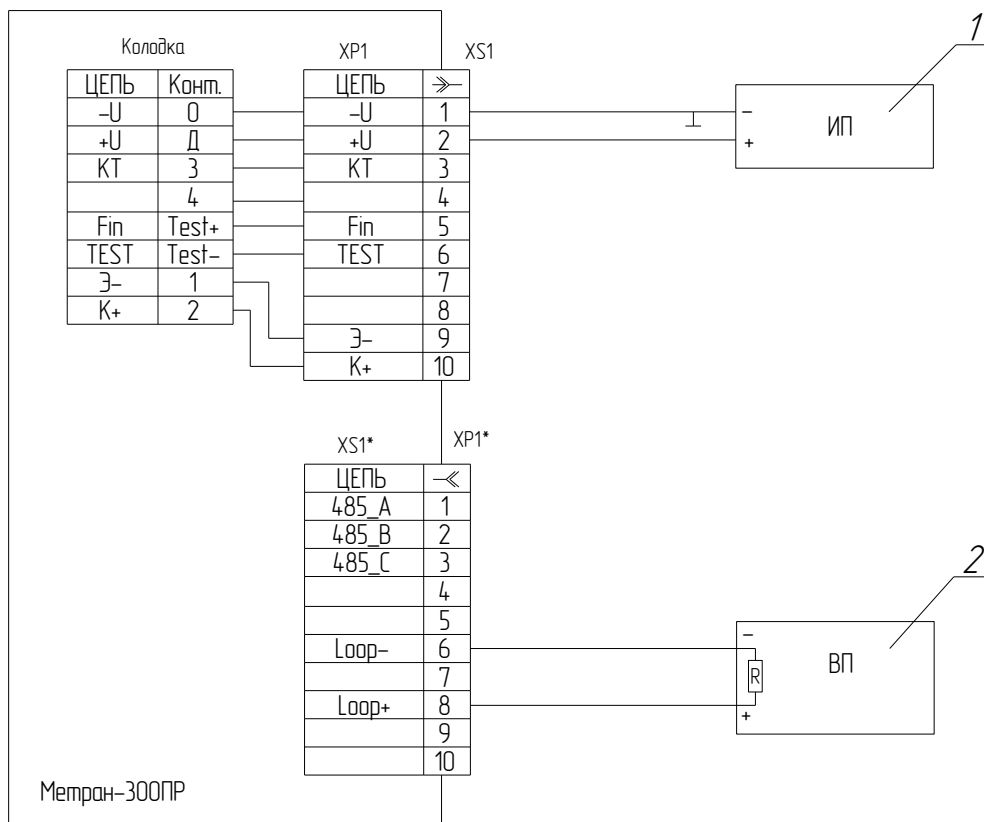 1
Колодка
XP1
XS1
ЦЕПЬ Конт.
ЦЕПЬ
-U 0
-U 1
+U Д
+U 2
КТ 3
КТ 3
4
4
Fin Test+
Fin 5
TEST Test-
TEST 6
Э- 1
7
К+ 2
8
Э- 9
К+ 10
-
+
ИП
XS1*
XP1*
ЦЕПЬ
485_A 1
485_B 2
485_C 3
4
5
Loop- 6
7
Loop+ 8
9
10
2
-
R
+
ВП
Метран-300ПР